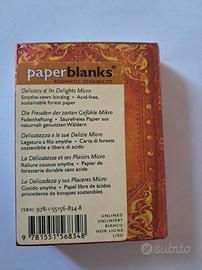 paperblanks®
ROMANTIC SENSIBILITY
Delicacy & Its Delights Micro
Smythe-sewn binding • Acid-free,
sustainable forest paper
Die Freuden der zarten Gefühle Mikro
Fadenheftung • Säurefreies Papier aus
naturnah genutzten Wäldern
Delicatezza e le sue Delizie Micro
Legatura a filo smythe • Carta di foresta
sostenibile e libera di acido
La Délicatesse et ses Plaisirs Micro
Reliure cousue smythe • Papier de
foresterie durable sans acide
La Delicadeza y sus Placeres Micro
Cosido smythe • Papel libre de ácidos
procedente de bosques sostenibles
ISBN: 978-1-55156-834-8
UNLINED
UNLINIERT
BIANCO
NON LIGNÉ
LISO
9 781551 568348
subito